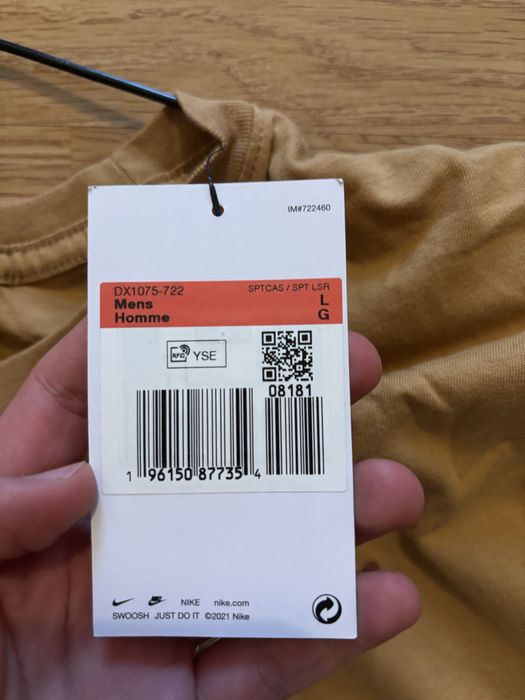 IM#722460
DX1075-722 SPTCAS / SPT LSR
Mens L
Homme G
RFID YSE
08181
1 96150 87735 4
NIKE nike.com
SWOOSH JUST DO IT ©2021 Nike